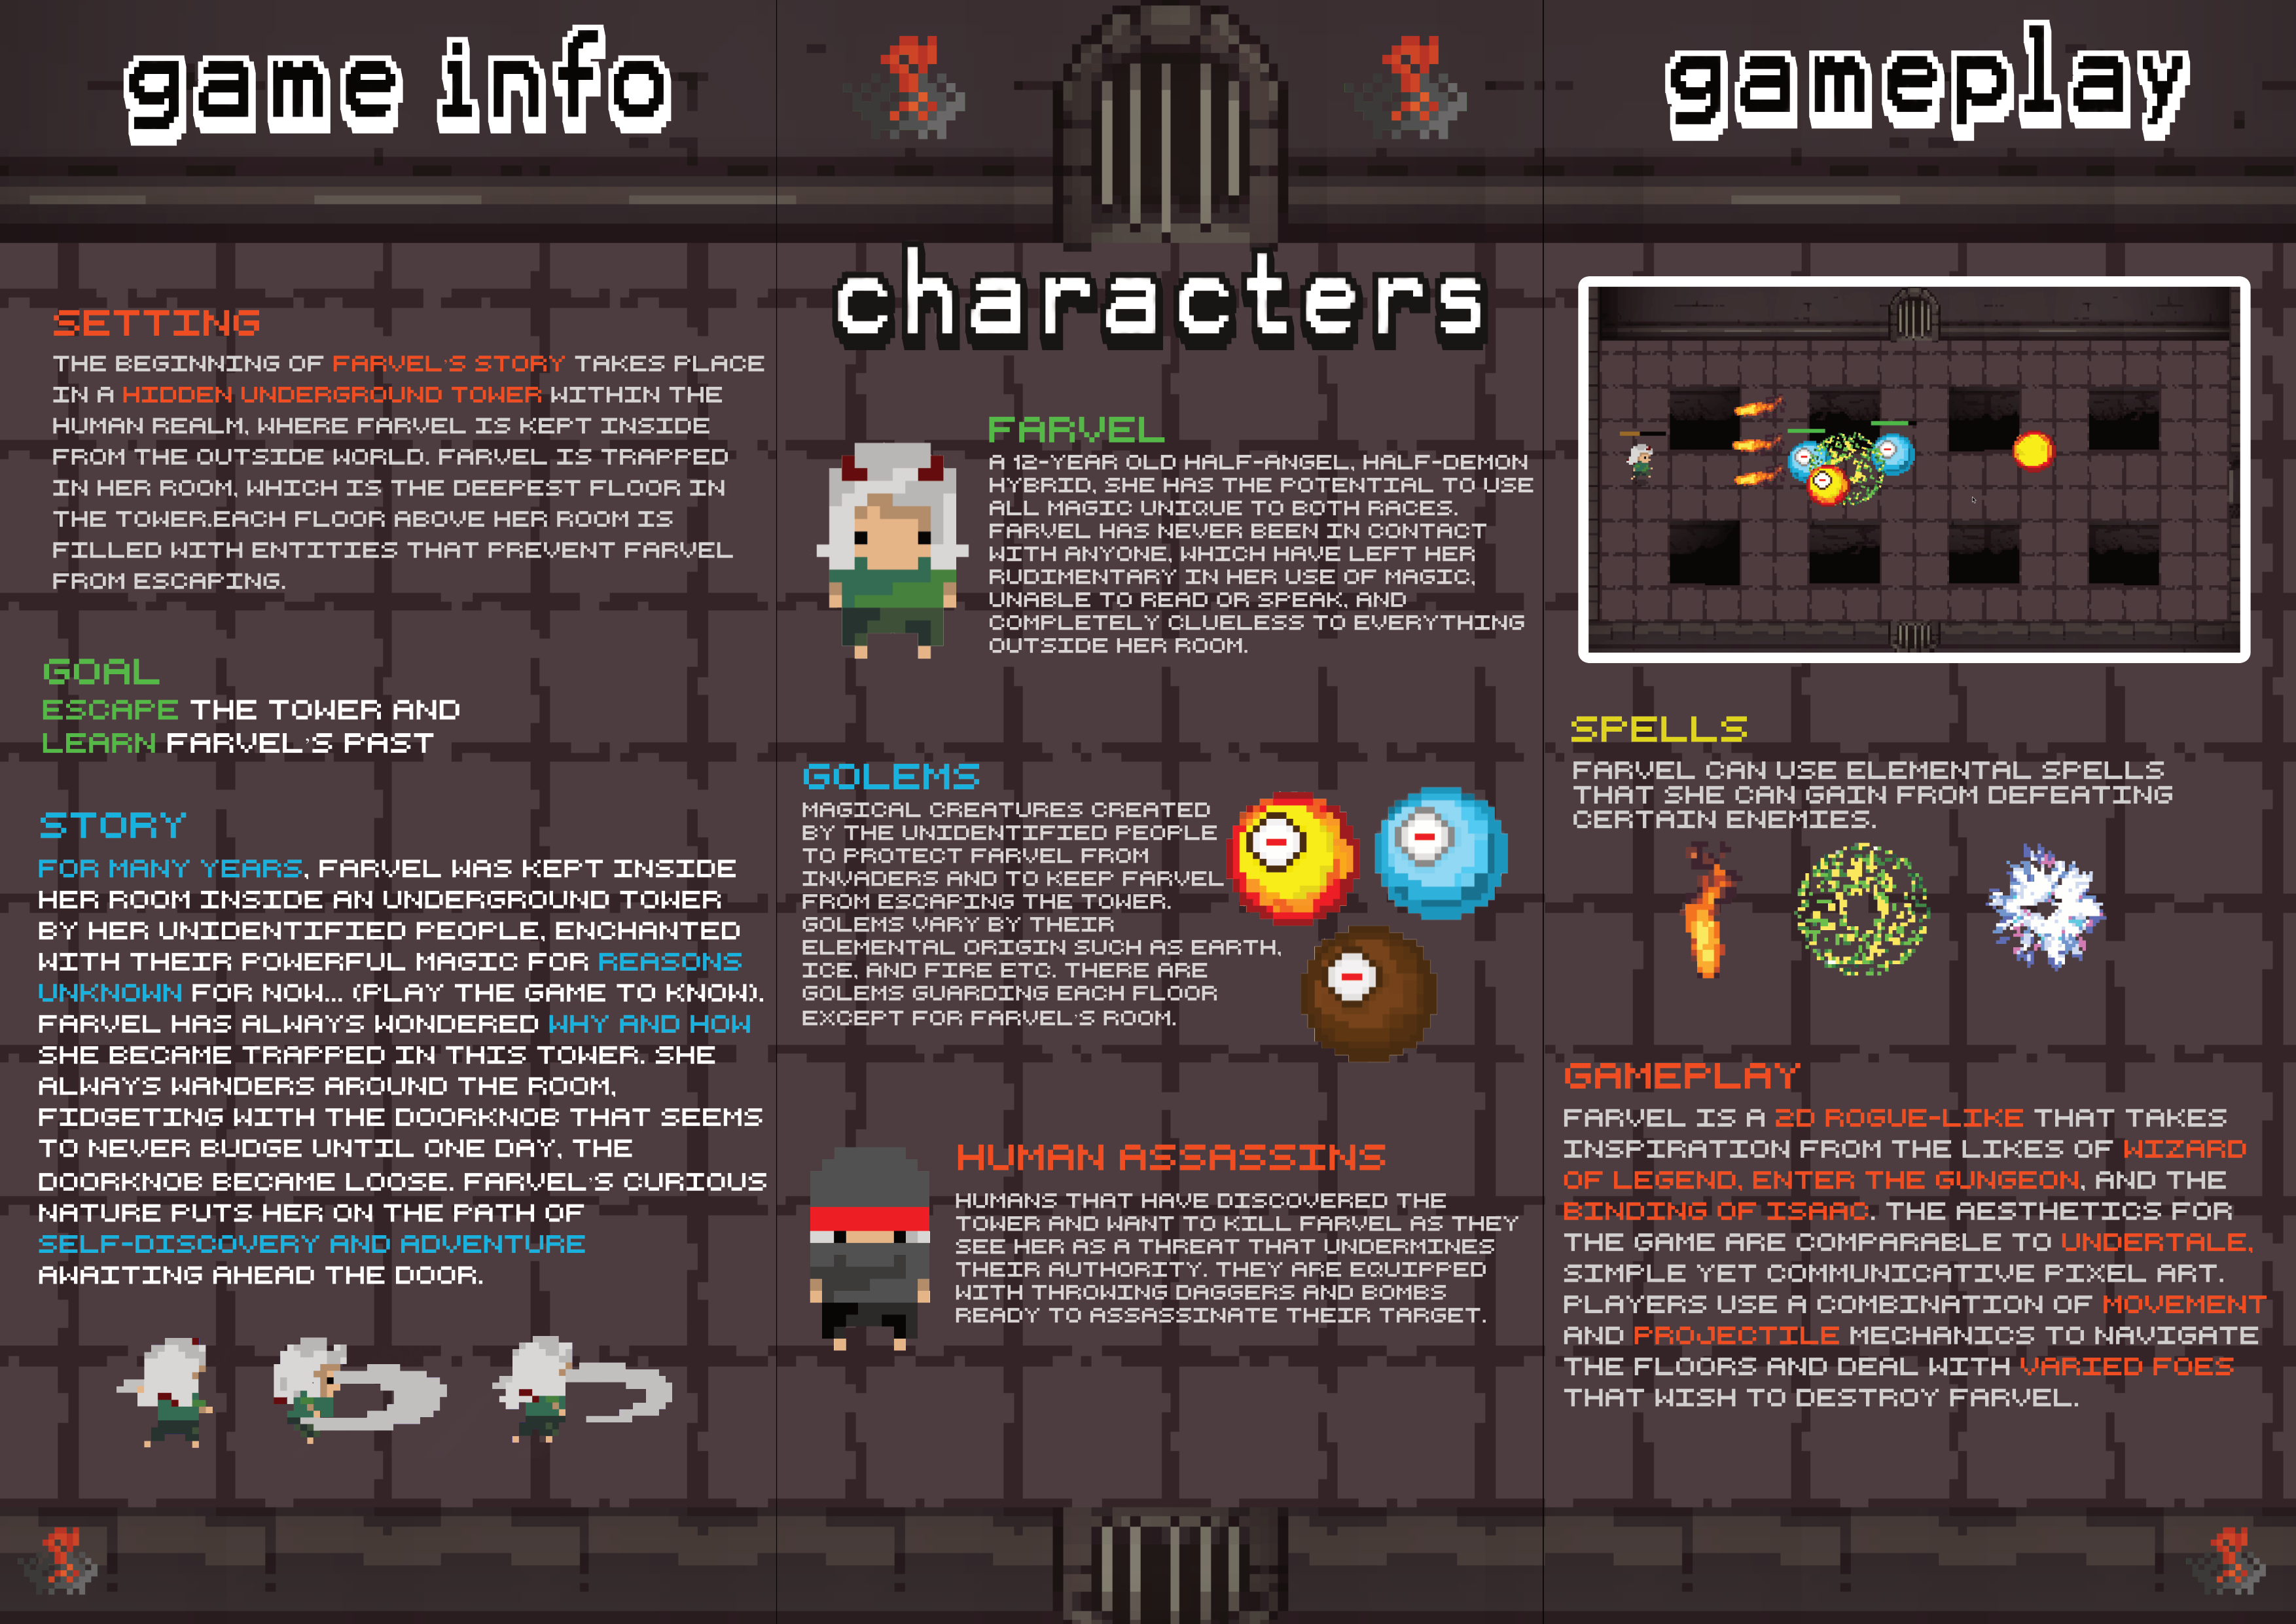 game info
SETTING
THE BEGINNING OF FARVEL'S STORY TAKES PLACE
IN A HIDDEN UNDERGROUND TOWER WITHIN THE
HUMAN REALM, WHERE FARVEL IS KEPT INSIDE
FROM THE OUTSIDE WORLD. FARVEL IS TRAPPED
IN HER ROOM, WHICH IS THE DEEPEST FLOOR IN
THE TOWER.EACH FLOOR ABOVE HER ROOM IS
FILLED WITH ENTITIES THAT PREVENT FARVEL
FROM ESCAPING.
GOAL
ESCAPE THE TOWER AND
LEARN FARVEL'S PAST
STORY
FOR MANY YEARS, FARVEL WAS KEPT INSIDE
HER ROOM INSIDE AN UNDERGROUND TOWER
BY HER UNIDENTIFIED PEOPLE, ENCHANTED
WITH THEIR POWERFUL MAGIC FOR REASONS
UNKNOWN FOR NOW... (PLAY THE GAME TO KNOW).
FARVEL HAS ALWAYS WONDERED WHY AND HOW
SHE BECAME TRAPPED IN THIS TOWER. SHE
ALWAYS WANDERS AROUND THE ROOM,
FIDGETING WITH THE DOORKNOB THAT SEEMS
TO NEVER BUDGE UNTIL ONE DAY, THE
DOORKNOB BECAME LOOSE. FARVEL'S CURIOUS
NATURE PUTS HER ON THE PATH OF
SELF-DISCOVERY AND ADVENTURE
AWAITING AHEAD THE DOOR.
characters
FARVEL
A 12-YEAR OLD HALF-ANGEL, HALF-DEMON
HYBRID, SHE HAS THE POTENTIAL TO USE
ALL MAGIC UNIQUE TO BOTH RACES.
FARVEL HAS NEVER BEEN IN CONTACT
WITH ANYONE, WHICH HAVE LEFT HER
RUDIMENTARY IN HER USE OF MAGIC,
UNABLE TO READ OR SPEAK, AND
COMPLETELY CLUELESS TO EVERYTHING
OUTSIDE HER ROOM.
GOLEMS
MAGICAL CREATURES CREATED
BY THE UNIDENTIFIED PEOPLE
TO PROTECT FARVEL FROM
INVADERS AND TO KEEP FARVEL
FROM ESCAPING THE TOWER.
GOLEMS VARY BY THEIR
ELEMENTAL ORIGIN SUCH AS EARTH,
ICE, AND FIRE ETC. THERE ARE
GOLEMS GUARDING EACH FLOOR
EXCEPT FOR FARVEL'S ROOM.
HUMAN ASSASSINS
HUMANS THAT HAVE DISCOVERED THE
TOWER AND WANT TO KILL FARVEL AS THEY
SEE HER AS A THREAT THAT UNDERMINES
THEIR AUTHORITY. THEY ARE EQUIPPED
WITH THROWING DAGGERS AND BOMBS
READY TO ASSASSINATE THEIR TARGET.
gameplay
SPELLS
FARVEL CAN USE ELEMENTAL SPELLS
THAT SHE CAN GAIN FROM DEFEATING
CERTAIN ENEMIES.
GAMEPLAY
FARVEL IS A 2D ROGUE-LIKE THAT TAKES
INSPIRATION FROM THE LIKES OF WIZARD
OF LEGEND, ENTER THE GUNGEON, AND THE
BINDING OF ISAAC. THE AESTHETICS FOR
THE GAME ARE COMPARABLE TO UNDERTALE,
SIMPLE YET COMMUNICATIVE PIXEL ART.
PLAYERS USE A COMBINATION OF MOVEMENT
AND PROJECTILE MECHANICS TO NAVIGATE
THE FLOORS AND DEAL WITH VARIED FOES
THAT WISH TO DESTROY FARVEL.